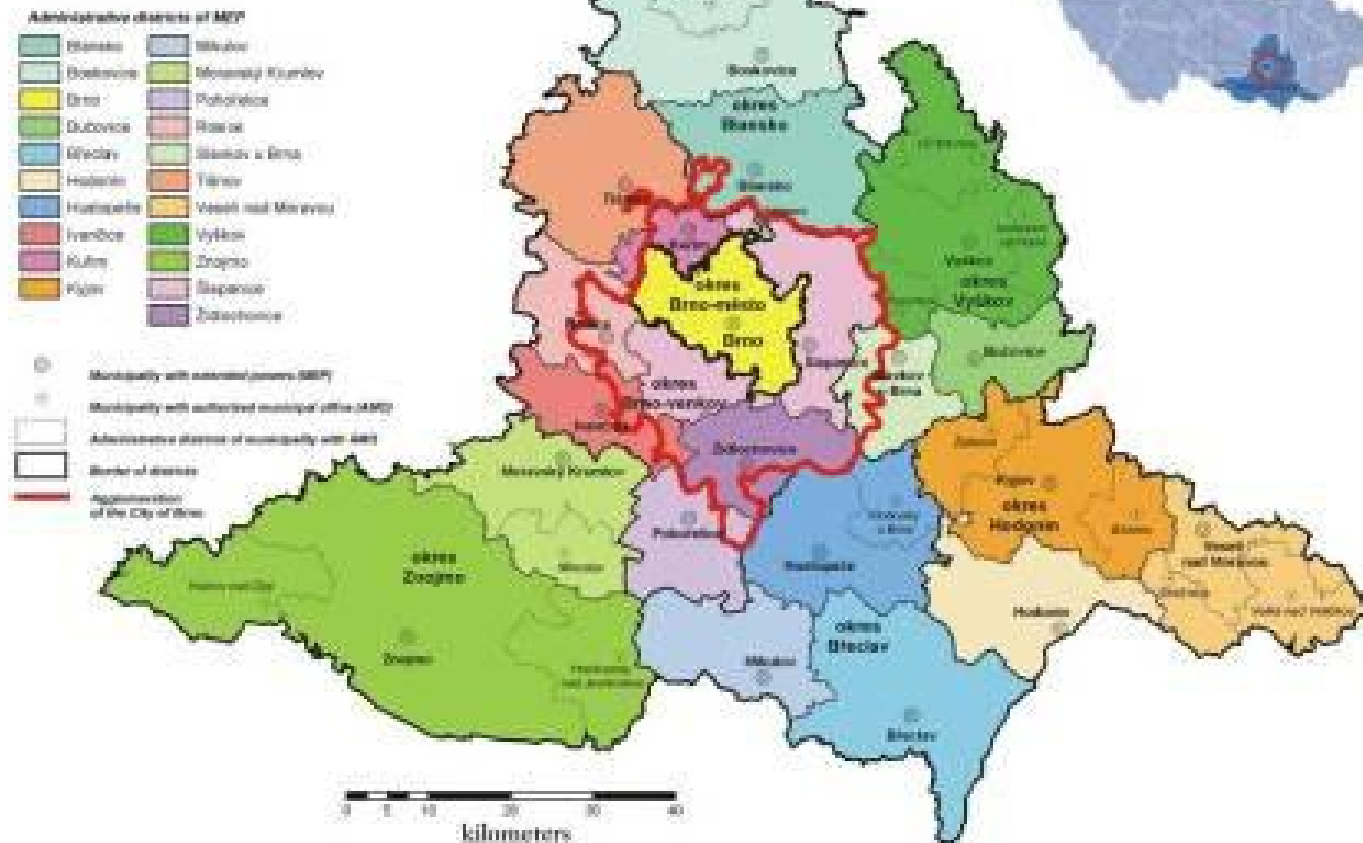 Administrative districts of MEP
Blansko
Boskovice
Brno
Bučovice
Břeclav
Hodonín
Hustopeče
Ivančice
Kuřim
Kyjov
Mikulov
Moravský Krumlov
Pohořelice
Rosice
Slavkov u Brna
Tišnov
Veselí nad Moravou
Vyškov
Znojmo
Šlapanice
Židlochovice
Municipality with extended powers (MEP)
Municipality with authorized municipal office (AMO)
Administrative district of municipality with AMO
Border of districts
Agglomeration
of the City of Brno
Boskovice
okres
Blansko
Blansko
Kuřim
okres
Brno-město
Brno
Vyškov
okres
Vyškov
Bučovice
Šlapanice
Slavkov
u Brna
okres
Brno-venkov
Ivančice
Židlochovice
Moravský Krumlov
Pohořelice
Hustopeče
Kyjov
okres
Hodonín
Veselí
nad Moravou
Hodonín
okres
Znojmo
Znojmo
Mikulov
okres
Břeclav
Břeclav
0 5 10 20 30 40
kilometers